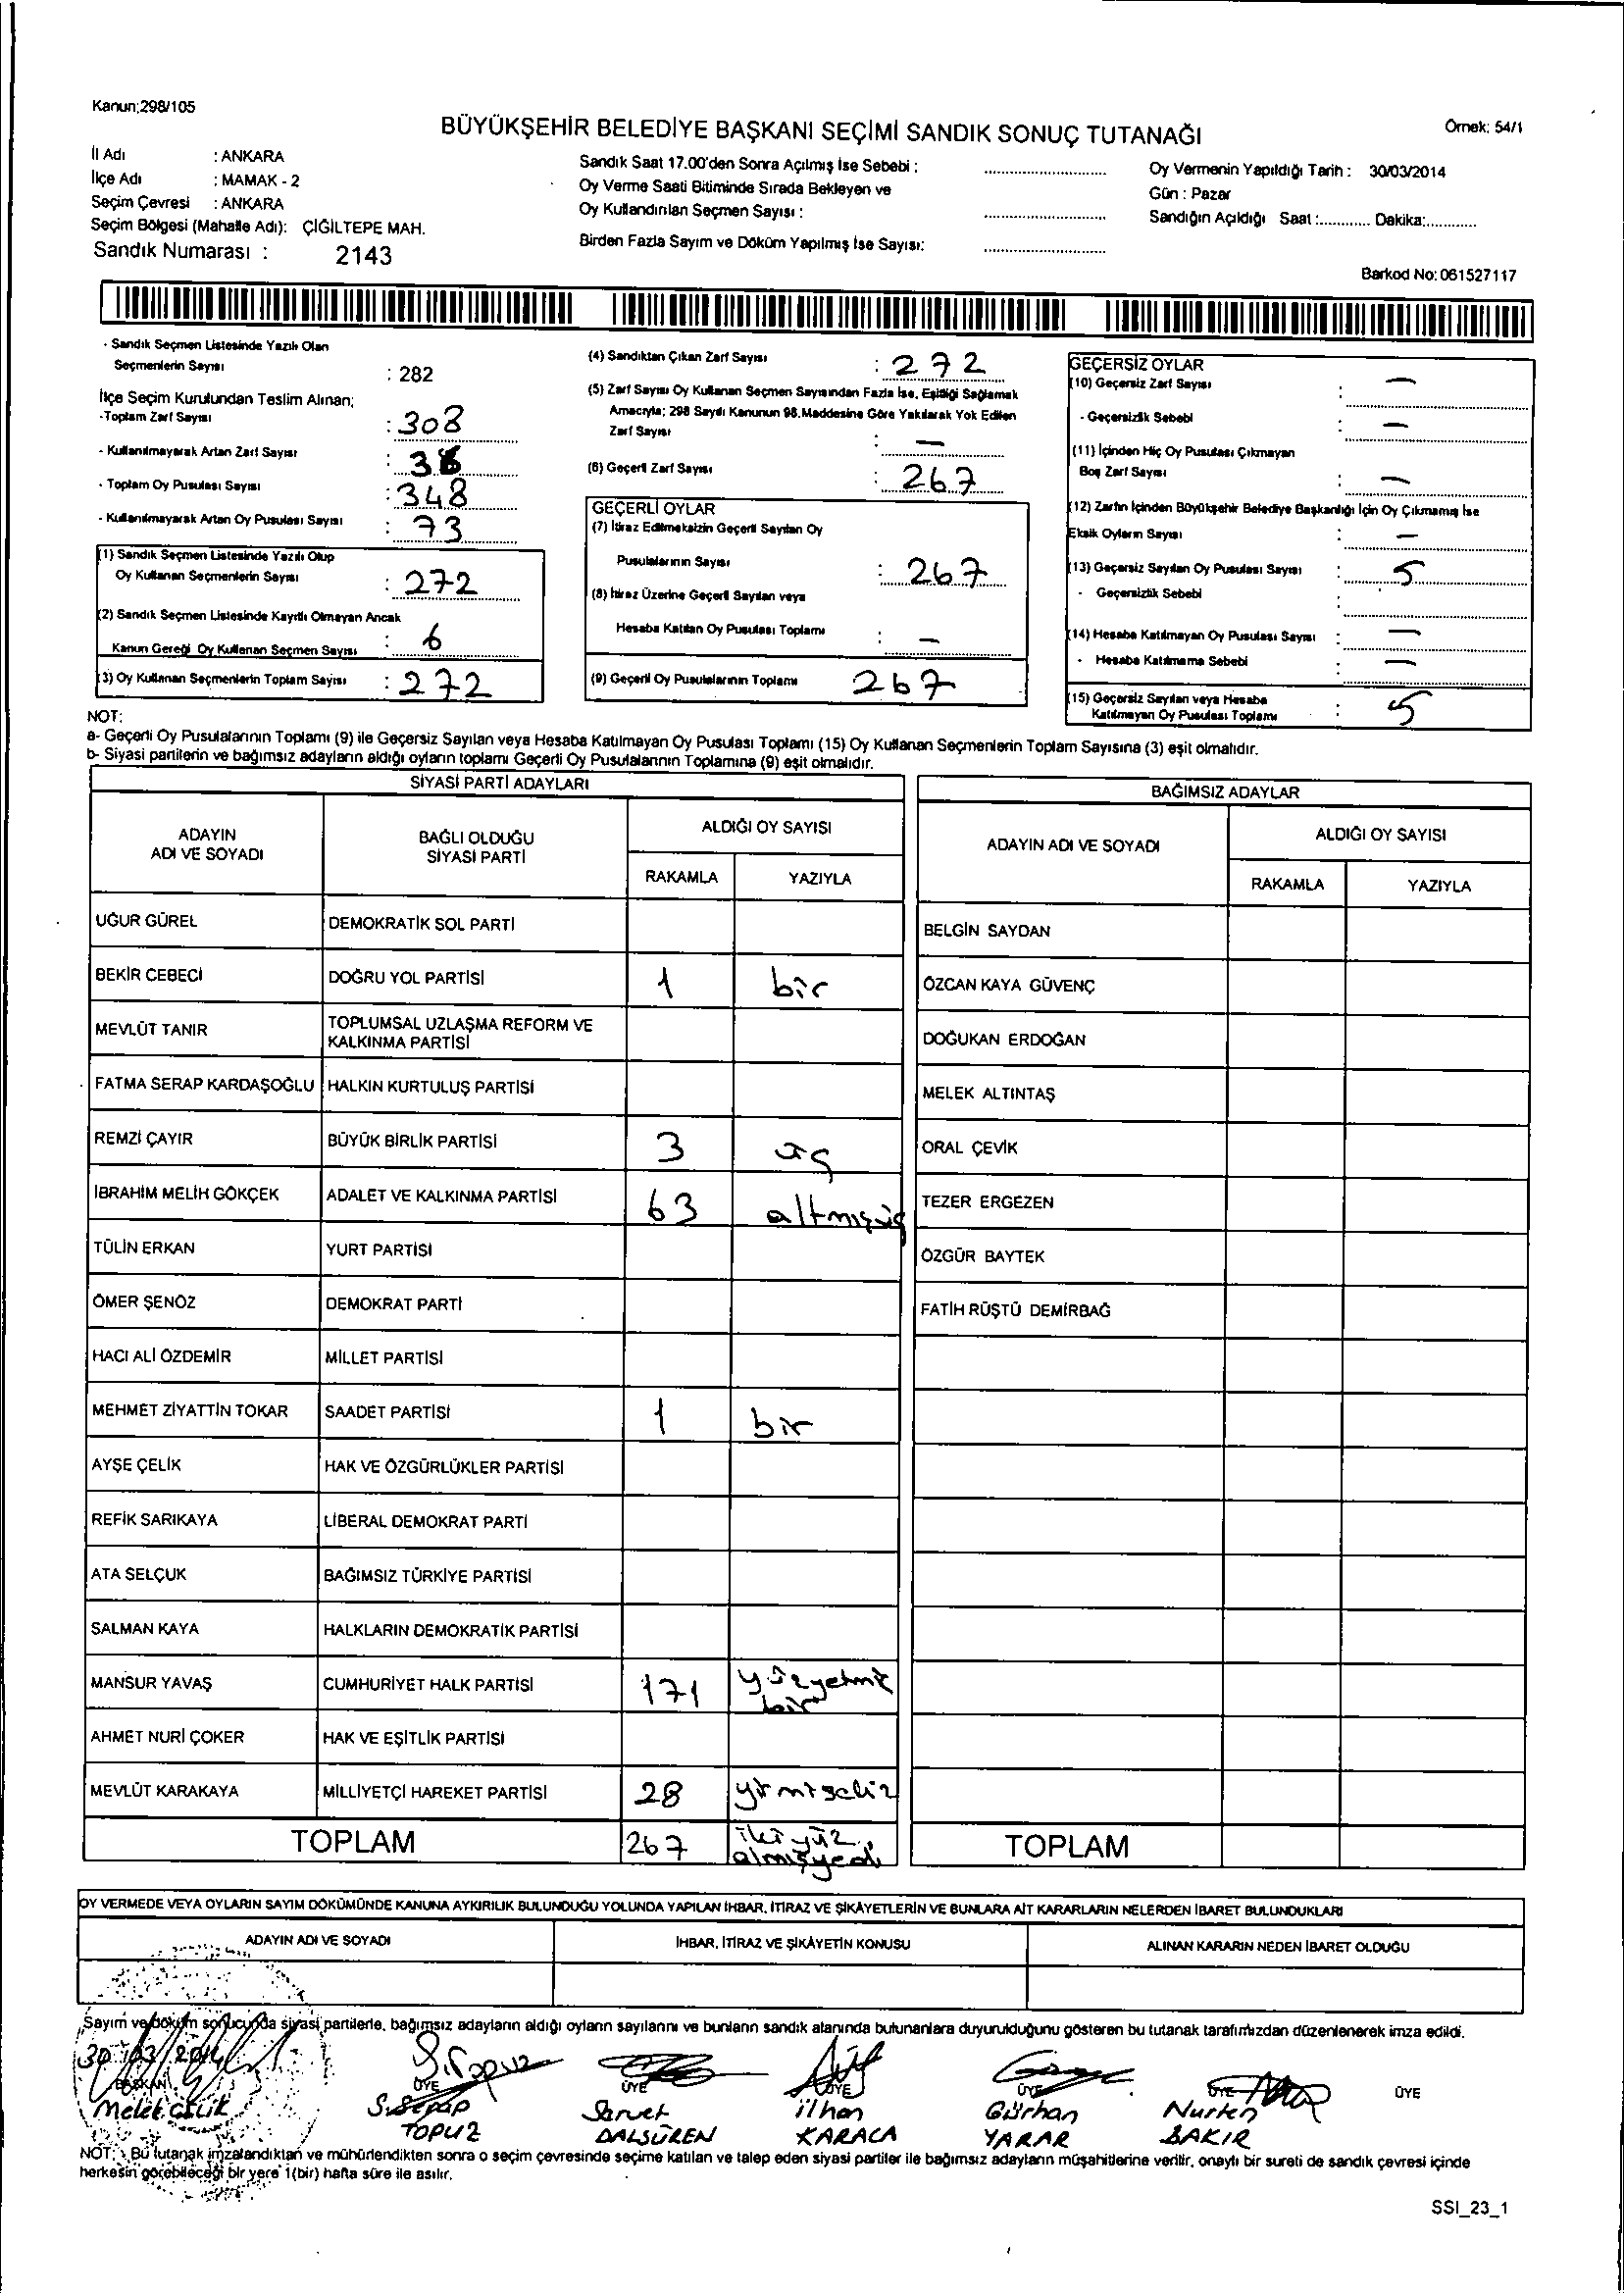 Kanun;298/105
BÜYÜKŞEHİR BELEDİYE BAŞKANI SEÇİMİ SANDIK SONUÇ TUTANAĞI
Örnek: 54/1
İl Adı : ANKARA
İlçe Adı : MAMAK - 2
Seçim Çevresi : ANKARA
Seçim Bölgesi (Mahalle Adı): ÇİĞİLTEPE MAH.
Sandık Numarası : 2143
Sandık Saat 17.00'den Sonra Açılmış İse Sebebi :
Oy Verme Saati Bitiminde Sırada Bekleyen ve
Oy Kullandırılan Seçmen Sayısı :
Birden Fazla Sayım ve Döküm Yapılmış İse Sayısı:
Oy Vermenin Yapıldığı Tarih : 30/03/2014
Gün : Pazar
Sandığın Açıldığı Saat :............ Dakika:............
Barkod No: 061527117
- Sandık Seçmen Listesinde Yazılı Olan
Seçmenlerin Sayısı : 282
İlçe Seçim Kurulundan Teslim Alınan;
-Toplam Zarf Sayısı : 308
- Kullanılmayarak Artan Zarf Sayısı : 36
- Toplam Oy Pusulası Sayısı : 348
- Kullanılmayarak Artan Oy Pusulası Sayısı : 73
(1) Sandık Seçmen Listesinde Yazılı Olup
Oy Kullanan Seçmenlerin Sayısı : 272
(2) Sandık Seçmen Listesinde Kayıtlı Olmayan Ancak
Kanun Gereği Oy Kullanan Seçmen Sayısı : 6
(3) Oy Kullanan Seçmenlerin Toplam Sayısı : 272
(4) Sandıktan Çıkan Zarf Sayısı : 272
(5) Zarf Sayısı Oy Kullanan Seçmen Sayısından Fazla İse, Eşitliği Sağlamak
Amacıyla; 298 Sayılı Kanunun 98.Maddesine Göre Yakılarak Yok Edilen
Zarf Sayısı : —
(6) Geçerli Zarf Sayısı : 267
GEÇERLİ OYLAR
(7) İtiraz Edilmeksizin Geçerli Sayılan Oy
Pusulalarının Sayısı : 267
(8) İtiraz Üzerine Geçerli Sayılan veya
Hesaba Katılan Oy Pusulası Toplamı : —
(9) Geçerli Oy Pusulalarının Toplamı 267
GEÇERSİZ OYLAR
(10) Geçersiz Zarf Sayısı : —
- Geçersizlik Sebebi : —
(11) İçinden Hiç Oy Pusulası Çıkmayan
Boş Zarf Sayısı : —
(12) Zarfın İçinden Büyükşehir Belediye Başkanlığı İçin Oy Çıkmamış İse
Eksik Oyların Sayısı : —
(13) Geçersiz Sayılan Oy Pusulası Sayısı : 5
- Geçersizlik Sebebi :
(14) Hesaba Katılmayan Oy Pusulası Sayısı : —
- Hesaba Katılmama Sebebi : —
(15) Geçersiz Sayılan veya Hesaba
Katılmayan Oy Pusulası Toplamı : 5
NOT:
a- Geçerli Oy Pusulalarının Toplamı (9) ile Geçersiz Sayılan veya Hesaba Katılmayan Oy Pusulası Toplamı (15) Oy Kullanan Seçmenlerin Toplam Sayısına (3) eşit olmalıdır.
b- Siyasi partilerin ve bağımsız adayların aldığı oyların toplamı Geçerli Oy Pusulalarının Toplamına (9) eşit olmalıdır.
SİYASİ PARTİ ADAYLARI
ADAYIN
ADI VE SOYADI
BAĞLI OLDUĞU
SİYASİ PARTİ
ALDIĞI OY SAYISI
RAKAMLA YAZIYLA
UĞUR GÜREL DEMOKRATİK SOL PARTİ
BEKİR CEBECİ DOĞRU YOL PARTİSİ 1 bir
MEVLÜT TANIR TOPLUMSAL UZLAŞMA REFORM VE
KALKINMA PARTİSİ
FATMA SERAP KARDAŞOĞLU HALKIN KURTULUŞ PARTİSİ
REMZİ ÇAYIR BÜYÜK BİRLİK PARTİSİ 3 üç
İBRAHİM MELİH GÖKÇEK ADALET VE KALKINMA PARTİSİ 63 altmışüç
TÜLİN ERKAN YURT PARTİSİ
ÖMER ŞENÖZ DEMOKRAT PARTİ
HACI ALİ ÖZDEMİR MİLLET PARTİSİ
MEHMET ZİYATTİN TOKAR SAADET PARTİSİ 1 bir
AYŞE ÇELİK HAK VE ÖZGÜRLÜKLER PARTİSİ
REFİK SARIKAYA LİBERAL DEMOKRAT PARTİ
ATA SELÇUK BAĞIMSIZ TÜRKİYE PARTİSİ
SALMAN KAYA HALKLARIN DEMOKRATİK PARTİSİ
MANSUR YAVAŞ CUMHURİYET HALK PARTİSİ 171 yüzyetmiş
bir
AHMET NURİ ÇOKER HAK VE EŞİTLİK PARTİSİ
MEVLÜT KARAKAYA MİLLİYETÇİ HAREKET PARTİSİ 28 yirmisekiz
TOPLAM 267 ikiyüz
almışyedi
BAĞIMSIZ ADAYLAR
ADAYIN ADI VE SOYADI
ALDIĞI OY SAYISI
RAKAMLA YAZIYLA
BELGİN SAYDAN
ÖZCAN KAYA GÜVENÇ
DOĞUKAN ERDOĞAN
MELEK ALTINTAŞ
ORAL ÇEVİK
TEZER ERGEZEN
ÖZGÜR BAYTEK
FATİH RÜŞTÜ DEMİRBAĞ
TOPLAM
OY VERMEDE VEYA OYLARIN SAYIM DÖKÜMÜNDE KANUNA AYKIRILIK BULUNDUĞU YOLUNDA YAPILAN İHBAR, İTİRAZ VE ŞİKÂYETLERİN VE BUNLARA AİT KARARLARIN NELERDEN İBARET BULUNDUKLARI
ADAYIN ADI VE SOYADI İHBAR, İTİRAZ VE ŞİKÂYETİN KONUSU ALINAN KARARIN NEDEN İBARET OLDUĞU
Sayım ve döküm sonucunda siyasi partilerle, bağımsız adayların aldığı oyların sayılarını ve bunların sandık alanında bulunanlara duyurulduğunu gösteren bu tutanak tarafımızdan düzenlenerek imza edildi.
30/03/2014
BAŞKAN ÜYE ÜYE ÜYE ÜYE ÜYE ÜYE
Melek Çelik
S.Serap
TOPUZ
Servet
DALSÜREN
ilhan
KARACA
Gürhan
YARAR
Nurten
BAKIR
NOT: Bu tutanak imzalandıktan ve mühürlendikten sonra o seçim çevresinde seçime katılan ve talep eden siyasi partiler ile bağımsız adayların müşahitlerine verilir, onaylı bir sureti de sandık çevresi içinde
herkesin görebileceği bir yere 1(bir) hafta süre ile asılır.
SSI_23_1